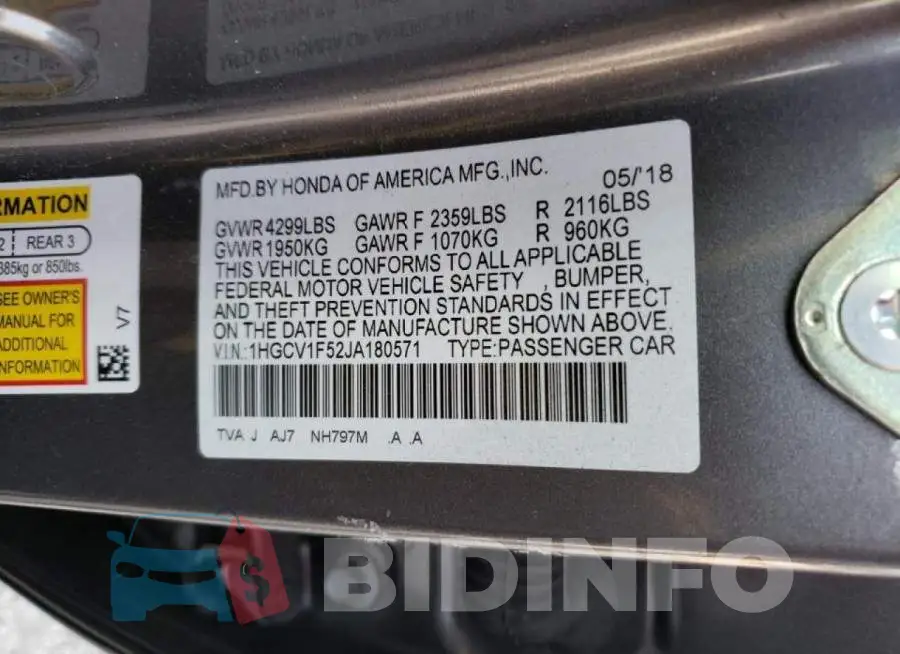 RMATION
2 REAR 3
385kg or 850lbs.
SEE OWNER'S
MANUAL FOR
ADDITIONAL
INFORMATION
V7
MFD.BY HONDA OF AMERICA MFG.,INC. 05/'18
GVWR 4299LBS GAWR F 2359LBS R 2116LBS
GVWR 1950KG GAWR F 1070KG R 960KG
THIS VEHICLE CONFORMS TO ALL APPLICABLE
FEDERAL MOTOR VEHICLE SAFETY , BUMPER,
AND THEFT PREVENTION STANDARDS IN EFFECT
ON THE DATE OF MANUFACTURE SHOWN ABOVE.
V.I.N.:1HGCV1F52JA180571 TYPE:PASSENGER CAR
TVA J AJ7 NH797M .A .A
$ BIDINFO